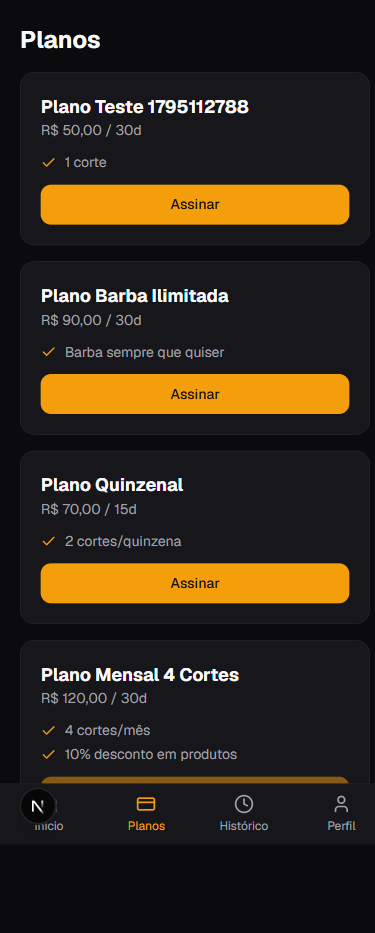 Planos
Plano Teste 1795112788
R$ 50,00 / 30d
1 corte
Assinar
Plano Barba Ilimitada
R$ 90,00 / 30d
Barba sempre que quiser
Assinar
Plano Quinzenal
R$ 70,00 / 15d
2 cortes/quinzena
Assinar
Plano Mensal 4 Cortes
R$ 120,00 / 30d
4 cortes/mês
10% desconto em produtos
N
Início
Planos
Histórico
Perfil